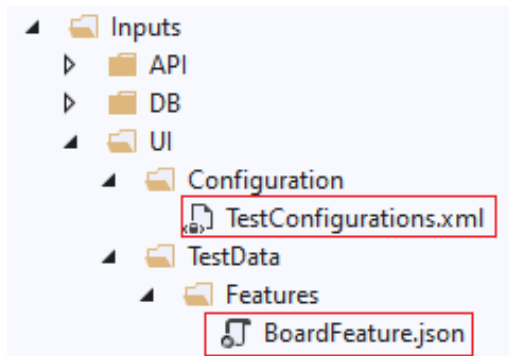 Inputs
API
DB
UI
Configuration
TestConfigurations.xml
TestData
Features
BoardFeature.json